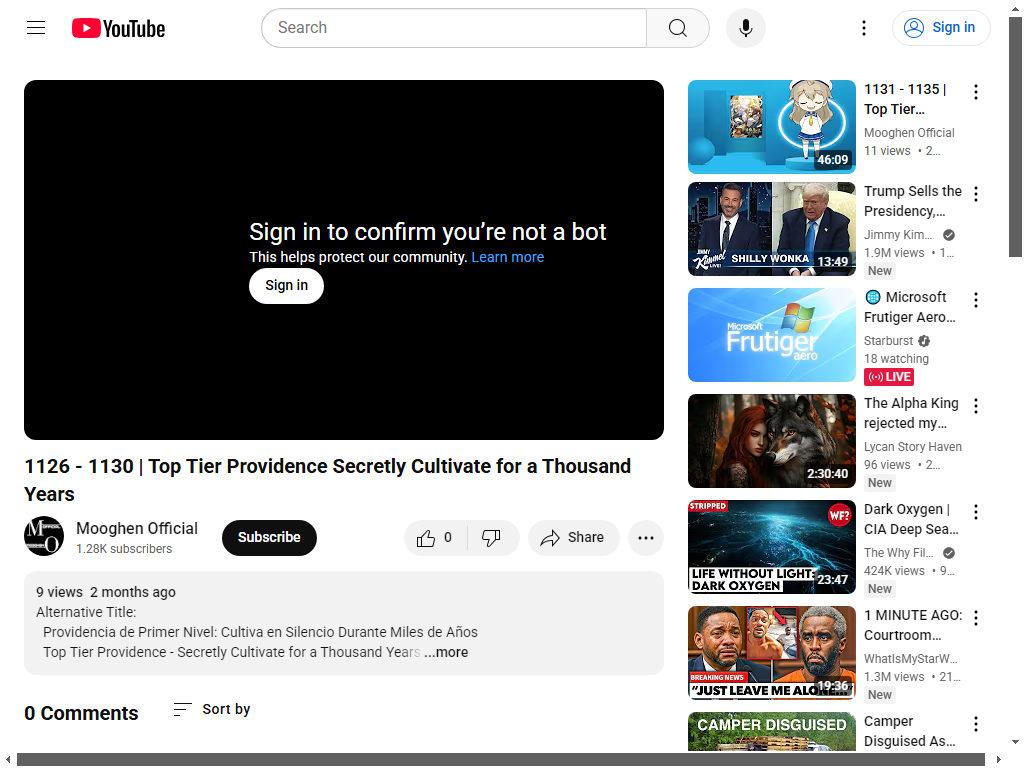 YouTube
Search
Sign in
Sign in to confirm you're not a bot
This helps protect our community. Learn more
Sign in
1126 - 1130 | Top Tier Providence Secretly Cultivate for a Thousand
Years
Mooghen Official
1.28K subscribers
Subscribe
0
Share
9 views 2 months ago
Alternative Title:
Providencia de Primer Nivel: Cultiva en Silencio Durante Miles de Años
Top Tier Providence - Secretly Cultivate for a Thousand Years ...more
0 Comments
Sort by
46:09
1131 - 1135 |
Top Tier...
Mooghen Official
11 views • 2...
JIMMY
Kimmel
LIVE!
SHILLY WONKA
13:49
Trump Sells the
Presidency,...
Jimmy Kim...
1.9M views • 1...
New
Microsoft
Frutiger
aero
Microsoft
Frutiger Aero...
Starburst
18 watching
LIVE
2:30:40
The Alpha King
rejected my...
Lycan Story Haven
96 views • 2...
New
STRIPPED
WF?
LIFE WITHOUT LIGHT:
DARK OXYGEN
23:47
Dark Oxygen |
CIA Deep Sea...
The Why Fil...
424K views • 9...
New
BREAKING NEWS
"JUST LEAVE ME ALONE..."
19:36
1 MINUTE AGO:
Courtroom...
WhatIsMyStarW...
1.3M views • 21...
New
CAMPER DISGUISED
Camper
Disguised As...